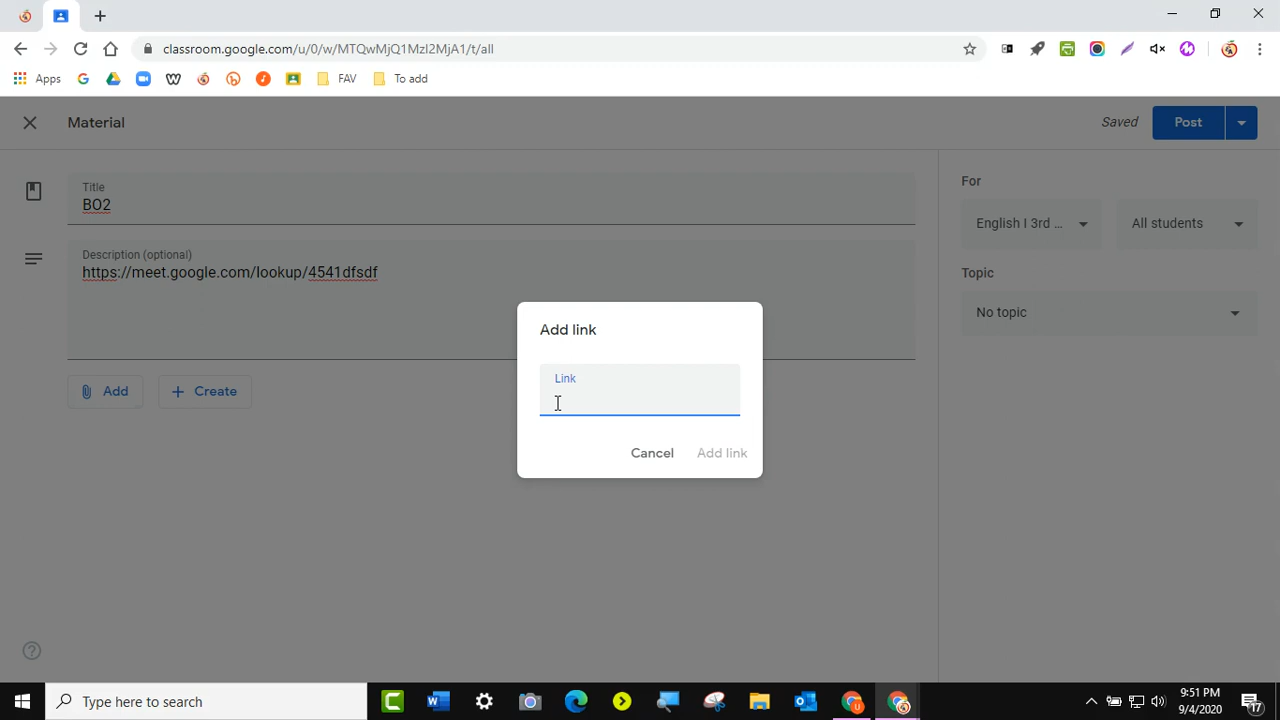 classroom.google.com/u/0/w/MTQwMjQ1MzI2MjA1/t/all
Apps
FAV
To add
Material
Saved
Post
Title
BO2
Description (optional)
https://meet.google.com/lookup/4541dfsdf
Add
Create
For
English I 3rd ...
All students
Topic
No topic
Add link
Link
Cancel
Add link
Type here to search
9:51 PM
9/4/2020
17